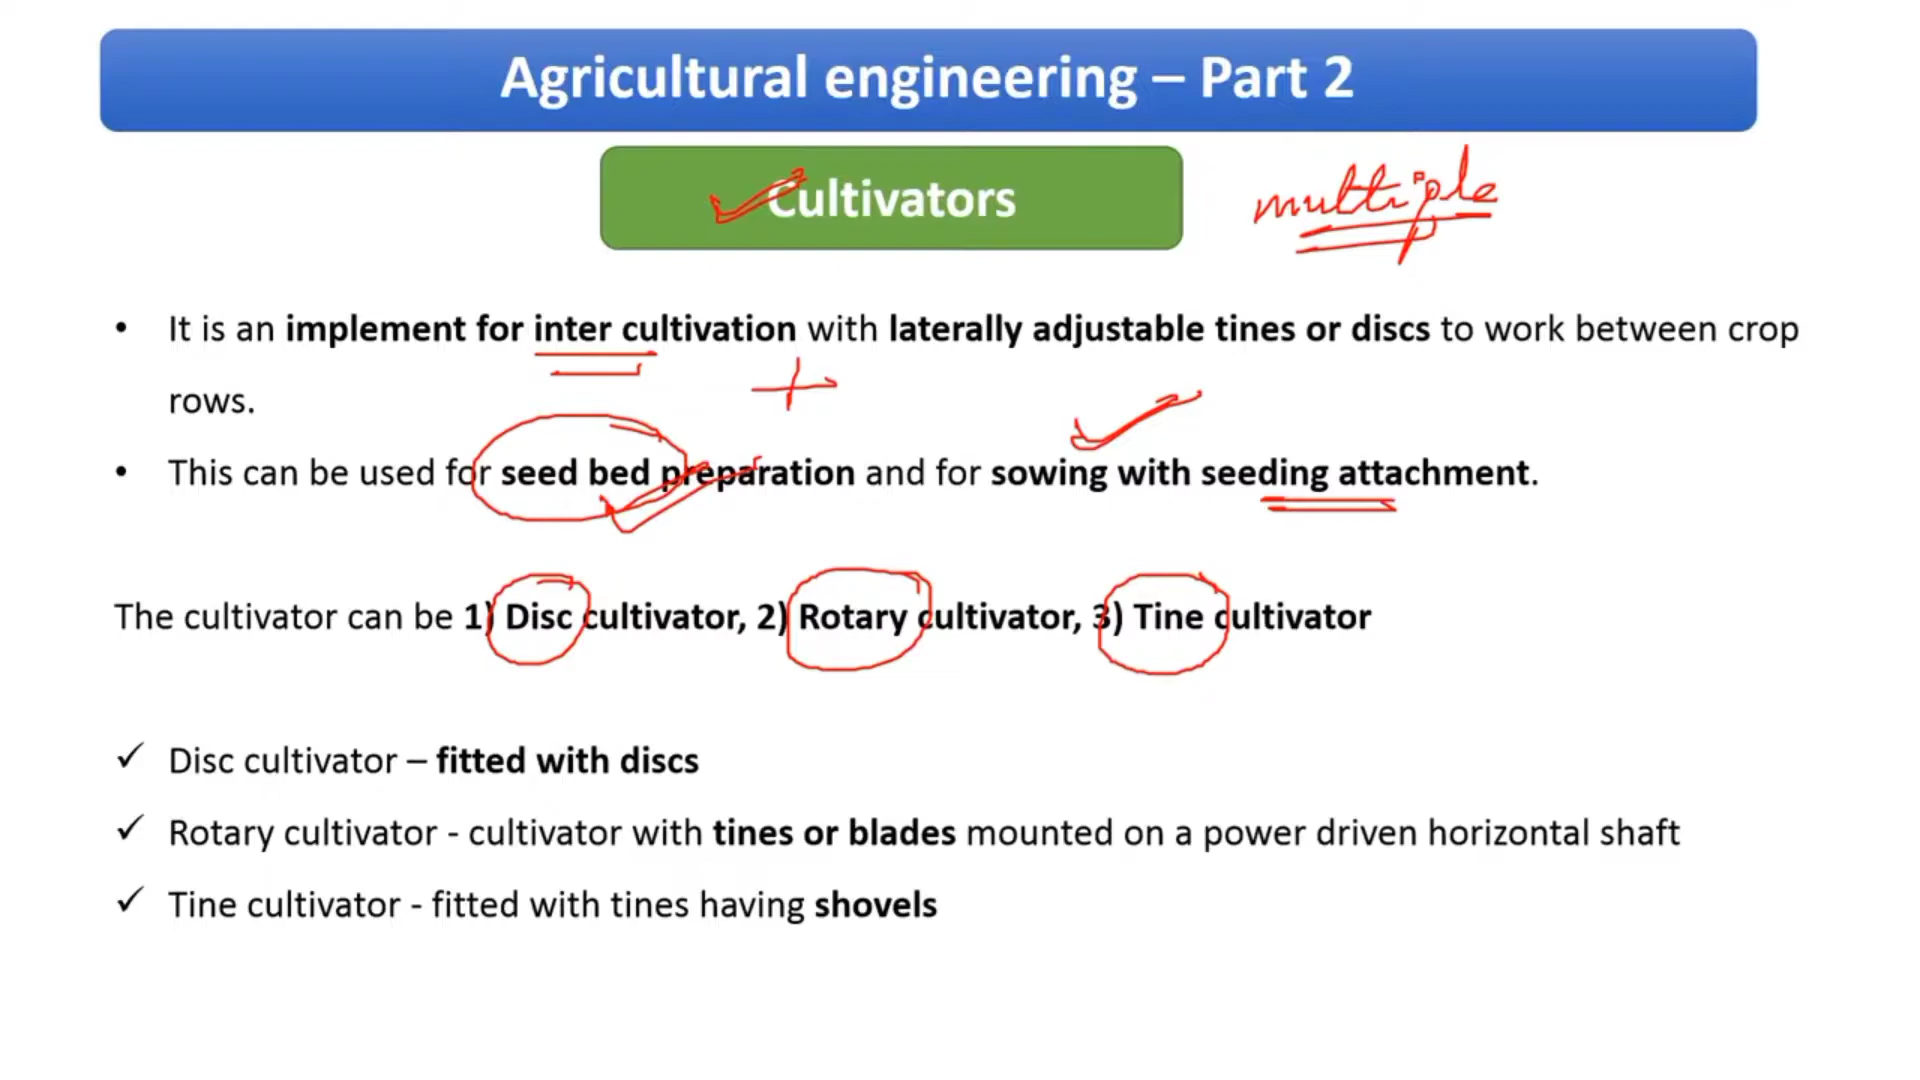 Agricultural engineering – Part 2
Cultivators
multiple
• It is an implement for inter cultivation with laterally adjustable tines or discs to work between crop
rows.
• This can be used for seed bed preparation and for sowing with seeding attachment.
The cultivator can be 1) Disc cultivator, 2) Rotary cultivator, 3) Tine cultivator
✓ Disc cultivator – fitted with discs
✓ Rotary cultivator - cultivator with tines or blades mounted on a power driven horizontal shaft
✓ Tine cultivator - fitted with tines having shovels